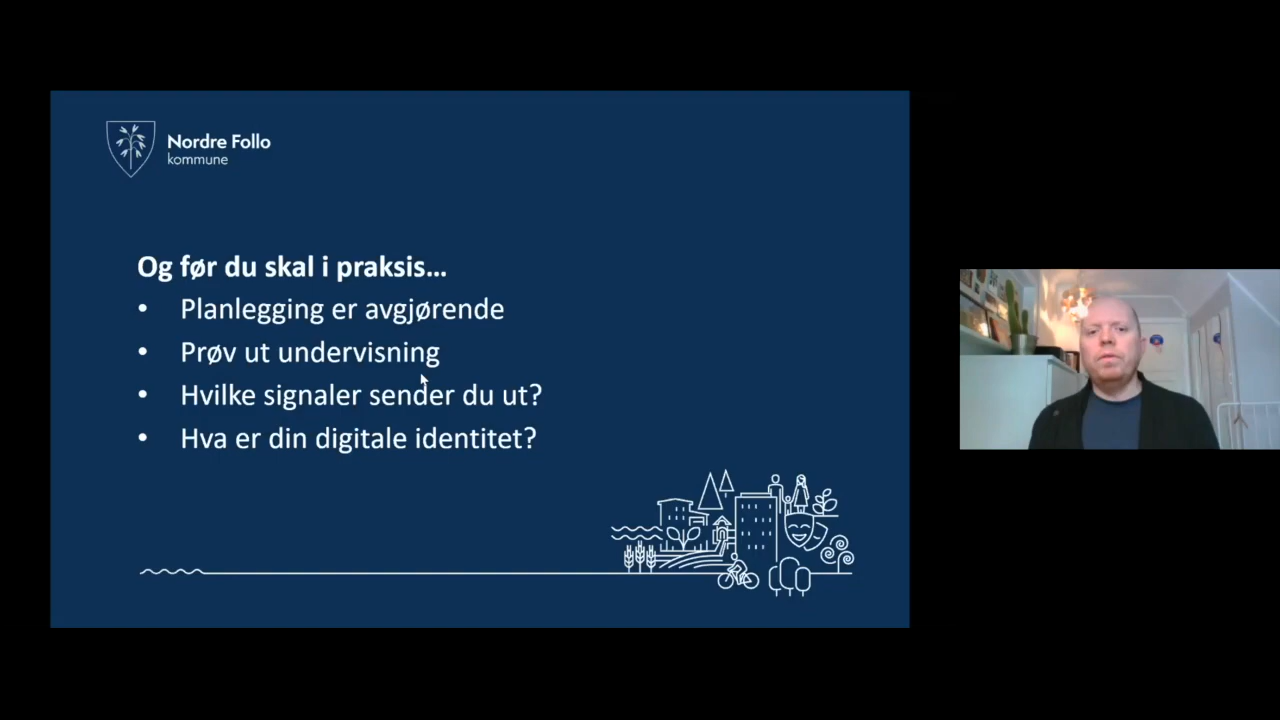 Nordre Follo
kommune
Og før du skal i praksis...
• Planlegging er avgjørende
• Prøv ut undervisning
• Hvilke signaler sender du ut?
• Hva er din digitale identitet?